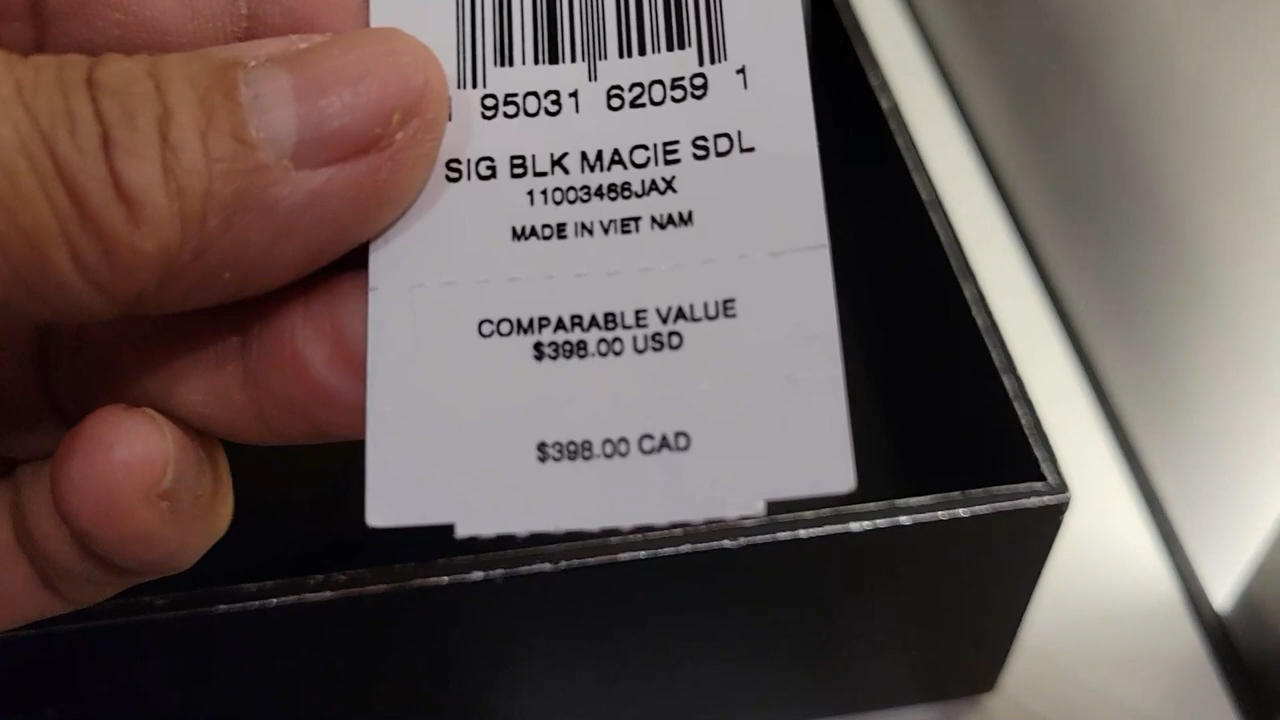 95031 62059 1
SIG BLK MACIE SDL
11003466JAX
MADE IN VIET NAM
COMPARABLE VALUE
$398.00 USD
$398.00 CAD